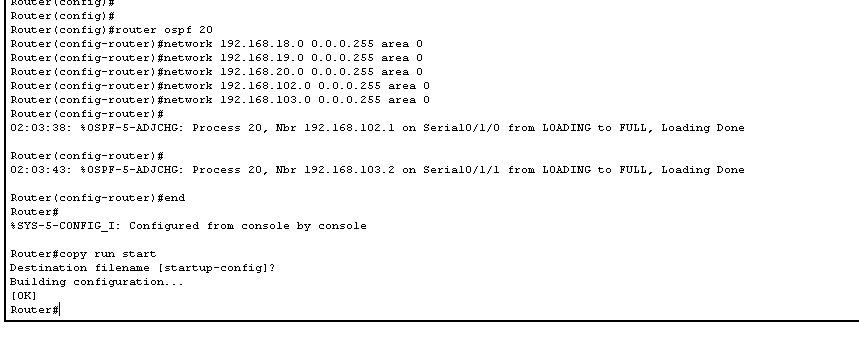 Router(config)#
Router(config)#
Router(config)#router ospf 20
Router(config-router)#network 192.168.18.0 0.0.0.255 area 0
Router(config-router)#network 192.168.19.0 0.0.0.255 area 0
Router(config-router)#network 192.168.20.0 0.0.0.255 area 0
Router(config-router)#network 192.168.102.0 0.0.0.255 area 0
Router(config-router)#network 192.168.103.0 0.0.0.255 area 0
Router(config-router)#
02:03:38: %OSPF-5-ADJCHG: Process 20, Nbr 192.168.102.1 on Serial0/1/0 from LOADING to FULL, Loading Done
Router(config-router)#
02:03:43: %OSPF-5-ADJCHG: Process 20, Nbr 192.168.103.2 on Serial0/1/1 from LOADING to FULL, Loading Done
Router(config-router)#end
Router#
%SYS-5-CONFIG_I: Configured from console by console
Router#copy run start
Destination filename [startup-config]?
Building configuration...
[OK]
Router#